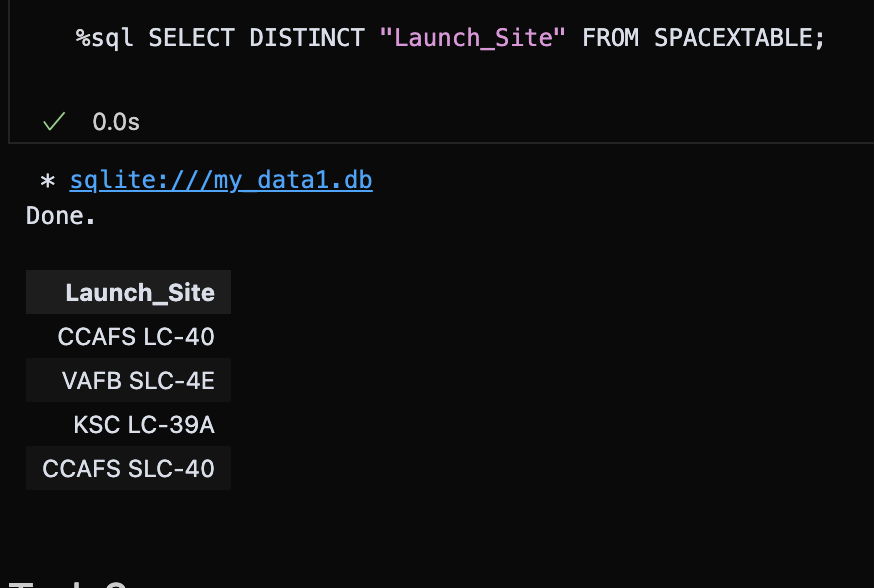 %sql SELECT DISTINCT "Launch_Site" FROM SPACEXTABLE;
0.0s
* sqlite:///my_data1.db
Done.
Launch_Site
CCAFS LC-40
VAFB SLC-4E
KSC LC-39A
CCAFS SLC-40